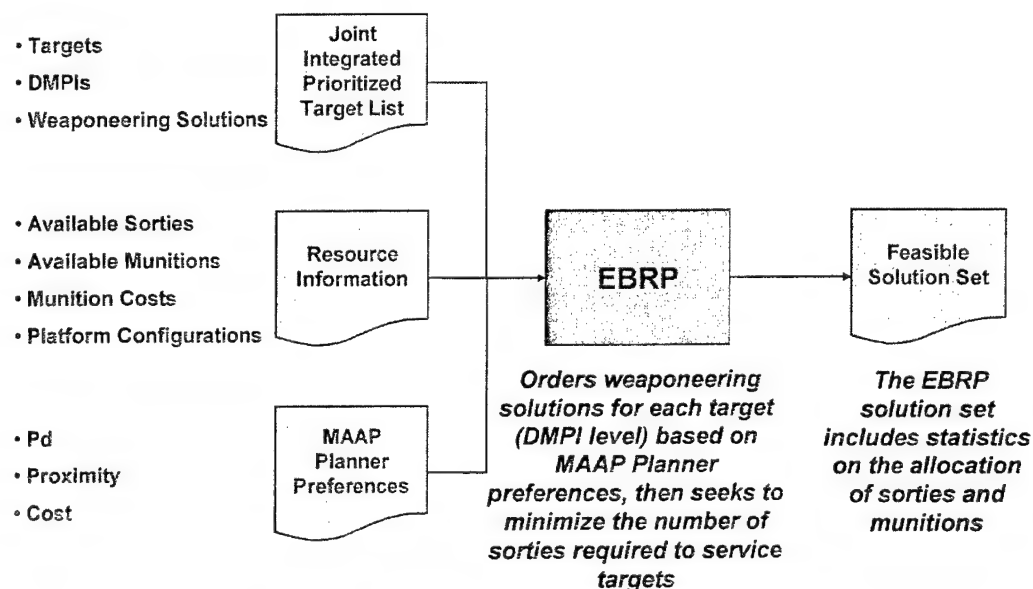 • Targets
• DMPIs
• Weaponeering Solutions
Joint
Integrated
Prioritized
Target List
• Available Sorties
• Available Munitions
• Munition Costs
• Platform Configurations
Resource
Information
EBRP
Feasible
Solution Set
• Pd
• Proximity
• Cost
MAAP
Planner
Preferences
Orders weaponeering
solutions for each target
(DMPI level) based on
MAAP Planner
preferences, then seeks to
minimize the number of
sorties required to service
targets
The EBRP
solution set
includes statistics
on the allocation
of sorties and
munitions